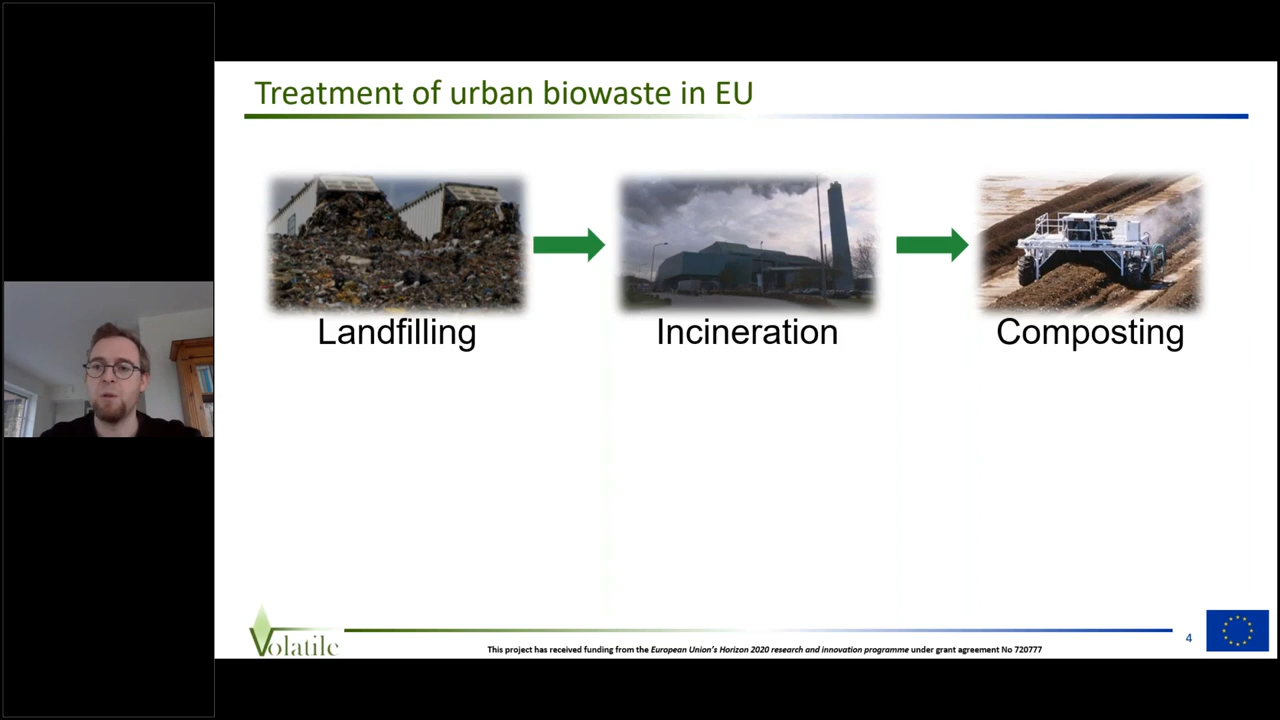 Treatment of urban biowaste in EU
Landfilling
Incineration
Composting
Volatile
This project has received funding from the European Union's Horizon 2020 research and innovation programme under grant agreement No 720777
4